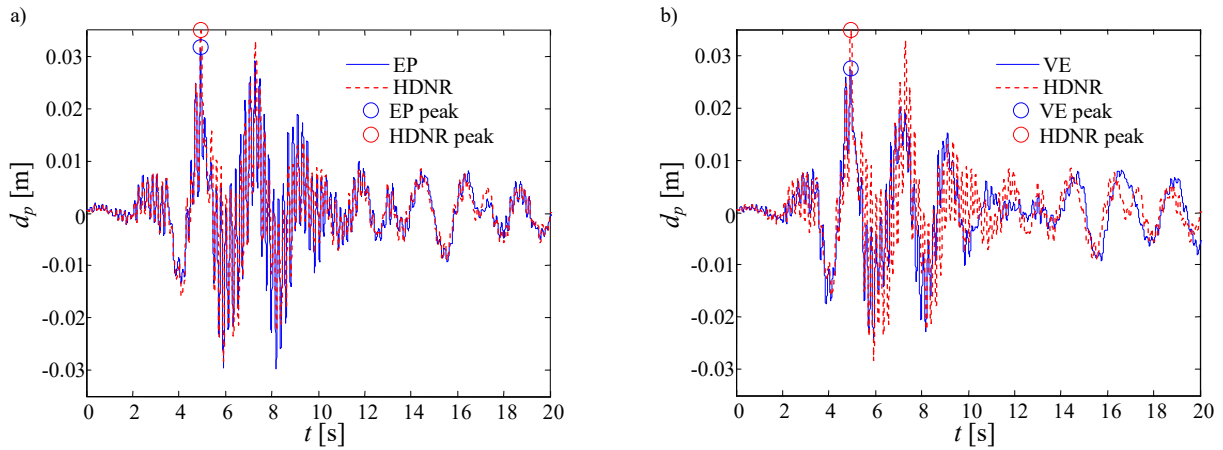 a)
0.03
0.02
0.01
0
-0.01
-0.02
-0.03
d_p [m]
EP
HDNR
EP peak
HDNR peak
0 2 4 6 8 10 12 14 16 18 20
t [s]
b)
0.03
0.02
0.01
0
-0.01
-0.02
-0.03
d_p [m]
VE
HDNR
VE peak
HDNR peak
0 2 4 6 8 10 12 14 16 18 20
t [s]